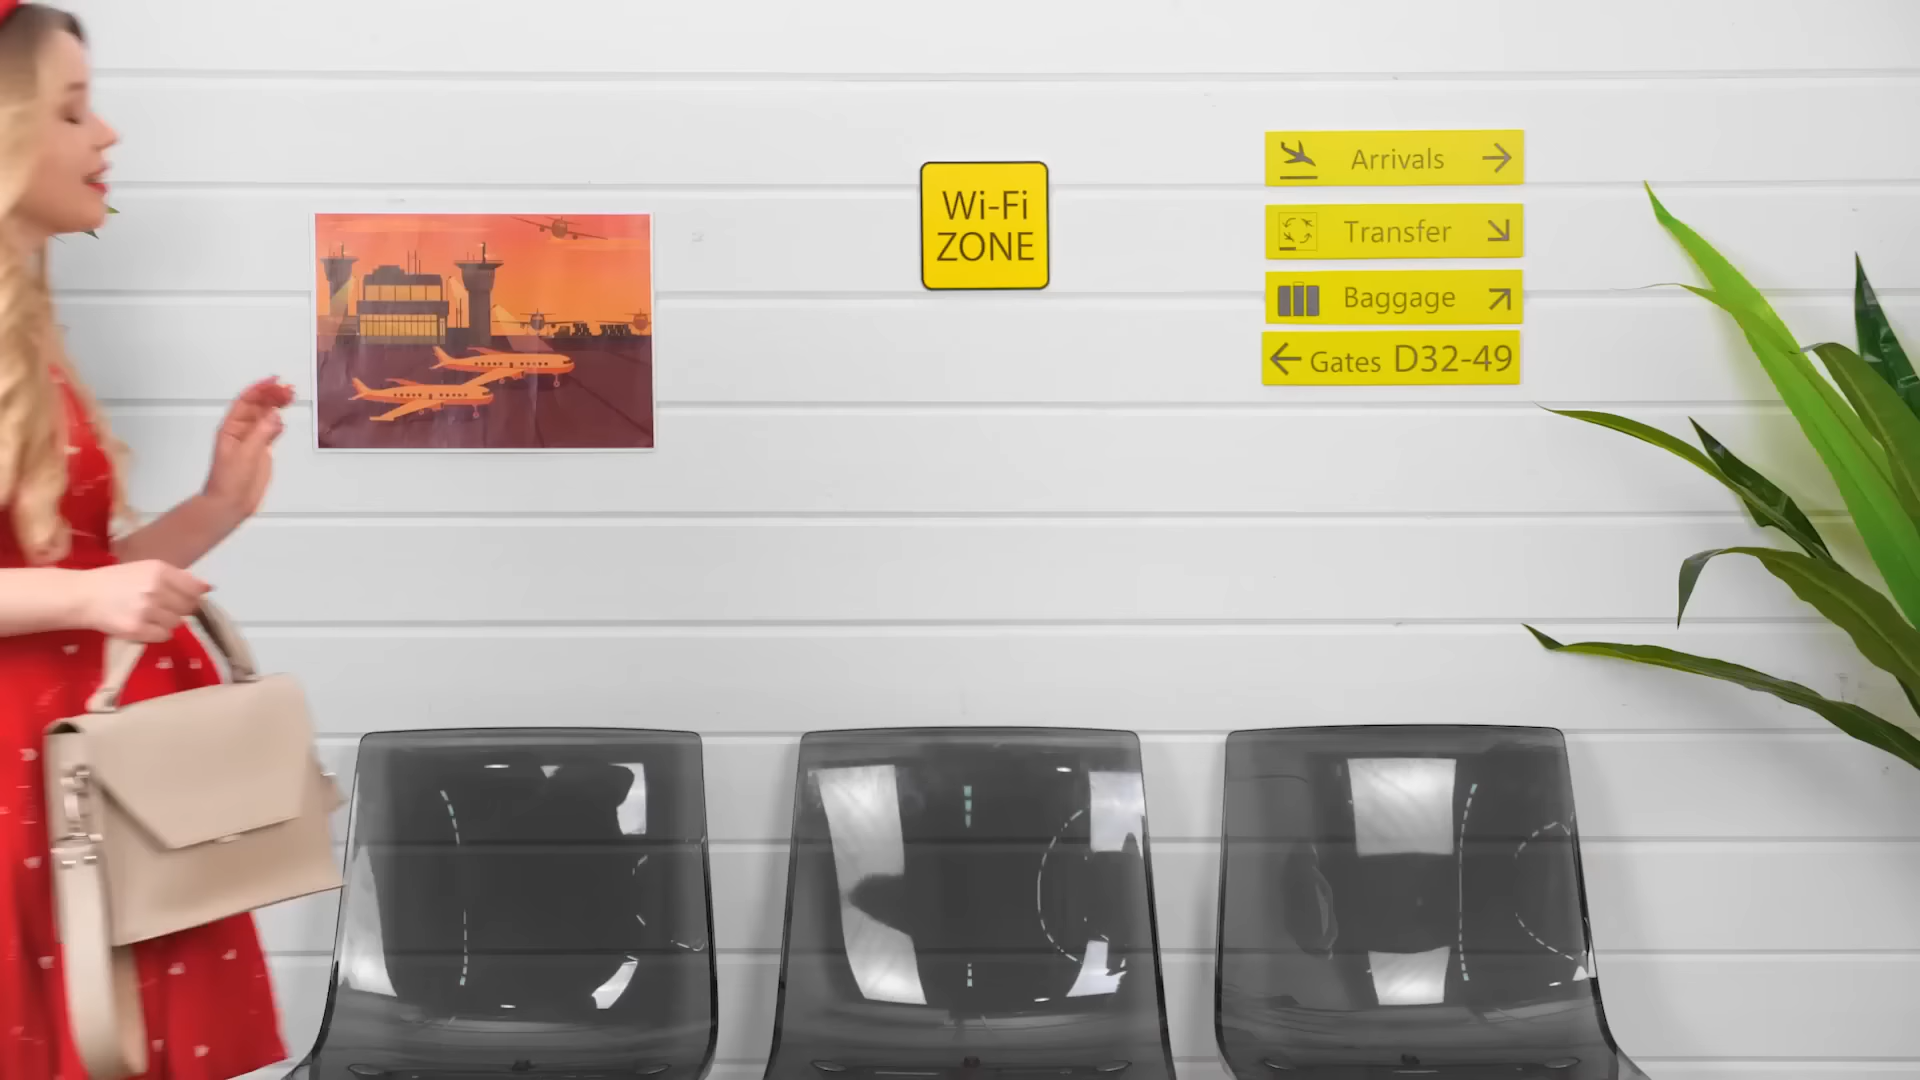 Wi-Fi
ZONE
Arrivals
Transfer
Baggage
Gates D32-49